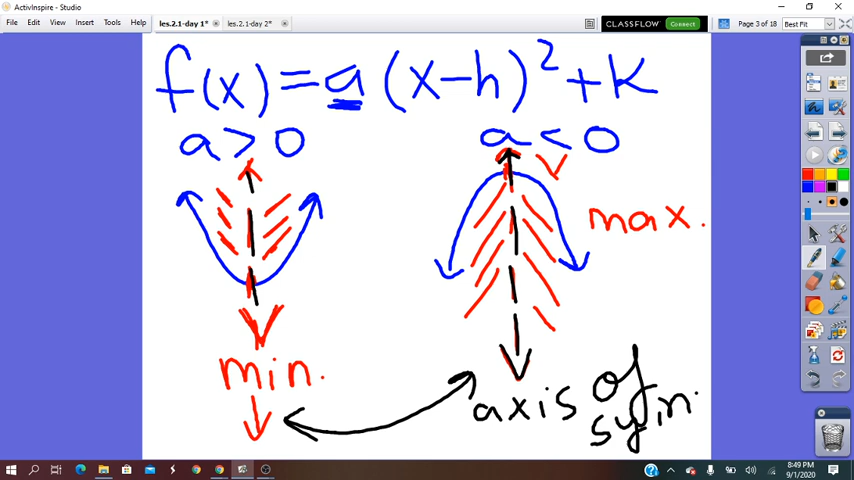 ActivInspire - Studio
File Edit View Insert Tools Help
les.2.1-day 1*
les.2.1-day 2*
CLASSFLOW
Connect
Page 3 of 18
Best Fit
f(x)=a(x-h)²+k
a>0
a<0
V
max.
min.
axis of
sym.
8:49 PM
9/1/2020